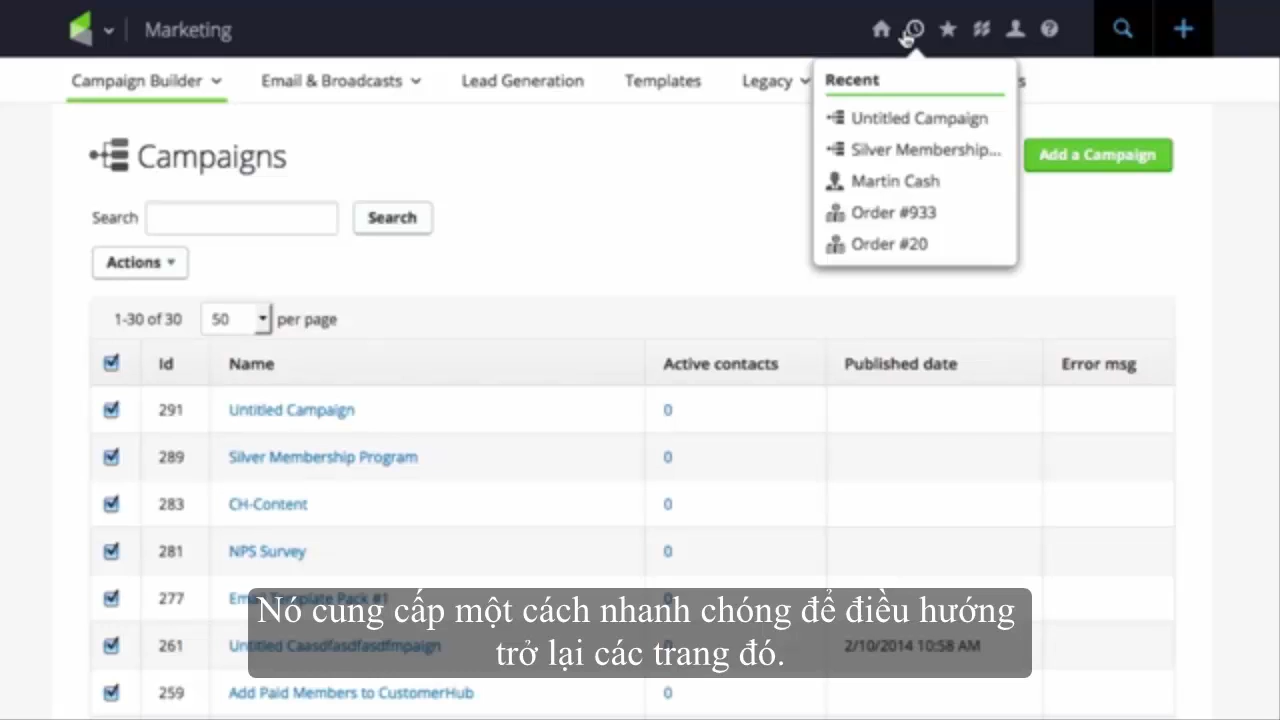 Marketing
Campaign Builder Email & Broadcasts Lead Generation Templates Legacy s
Recent
Untitled Campaign
Silver Membership...
Martin Cash
Order #933
Order #20
Campaigns
Add a Campaign
Search Search
Actions
1-30 of 30 50 per page
Id Name Active contacts Published date Error msg
291 Untitled Campaign 0
289 Silver Membership Program 0
283 CH-Content 0
281 NPS Survey 0
277 Email Template Pack #1
261 Untitled Caasdfasdfasdfmpaign 2/10/2014 10:58 AM
259 Add Paid Members to CustomerHub 0
Nó cung cấp một cách nhanh chóng để điều hướng
trở lại các trang đó.